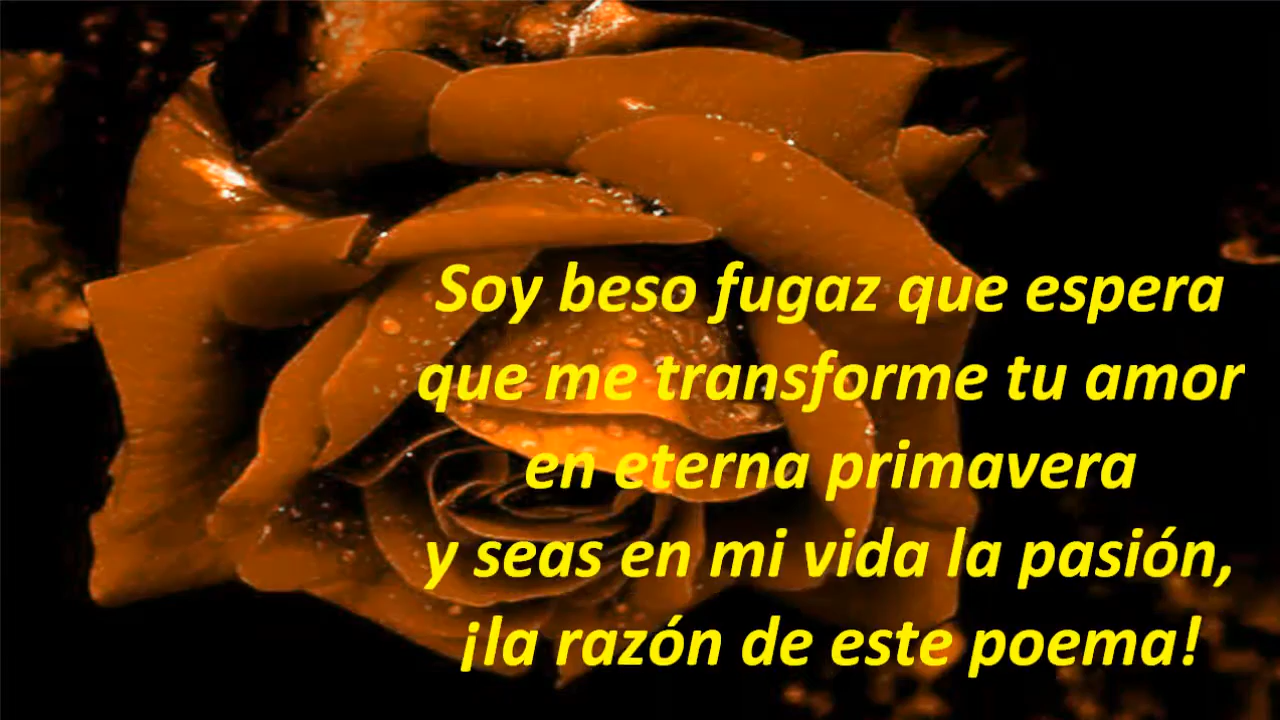 Soy beso fugaz que espera
que me transforme tu amor
en eterna primavera
y seas en mi vida la pasión,
¡la razón de este poema!